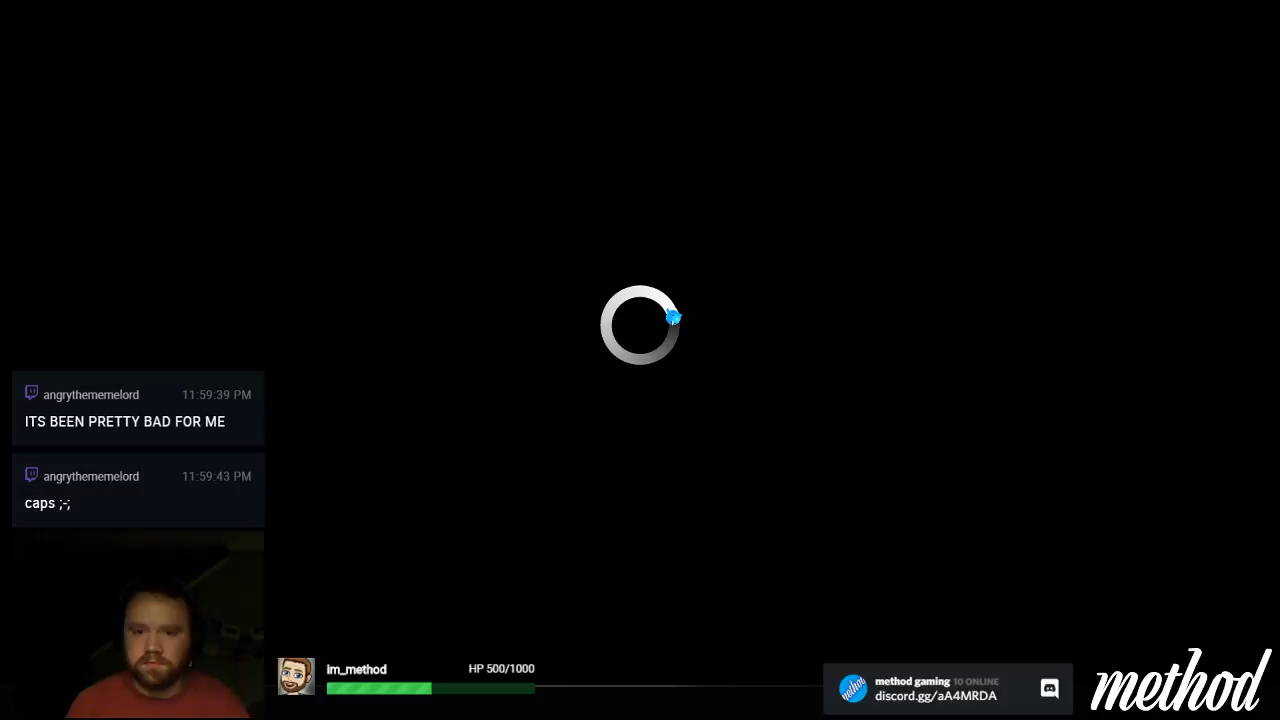 angrythememelord 11:59:39 PM
ITS BEEN PRETTY BAD FOR ME
angrythememelord 11:59:43 PM
caps ;-;
im_method HP 500/1000
method
method gaming 10 ONLINE
discord.gg/aA4MRDA
method